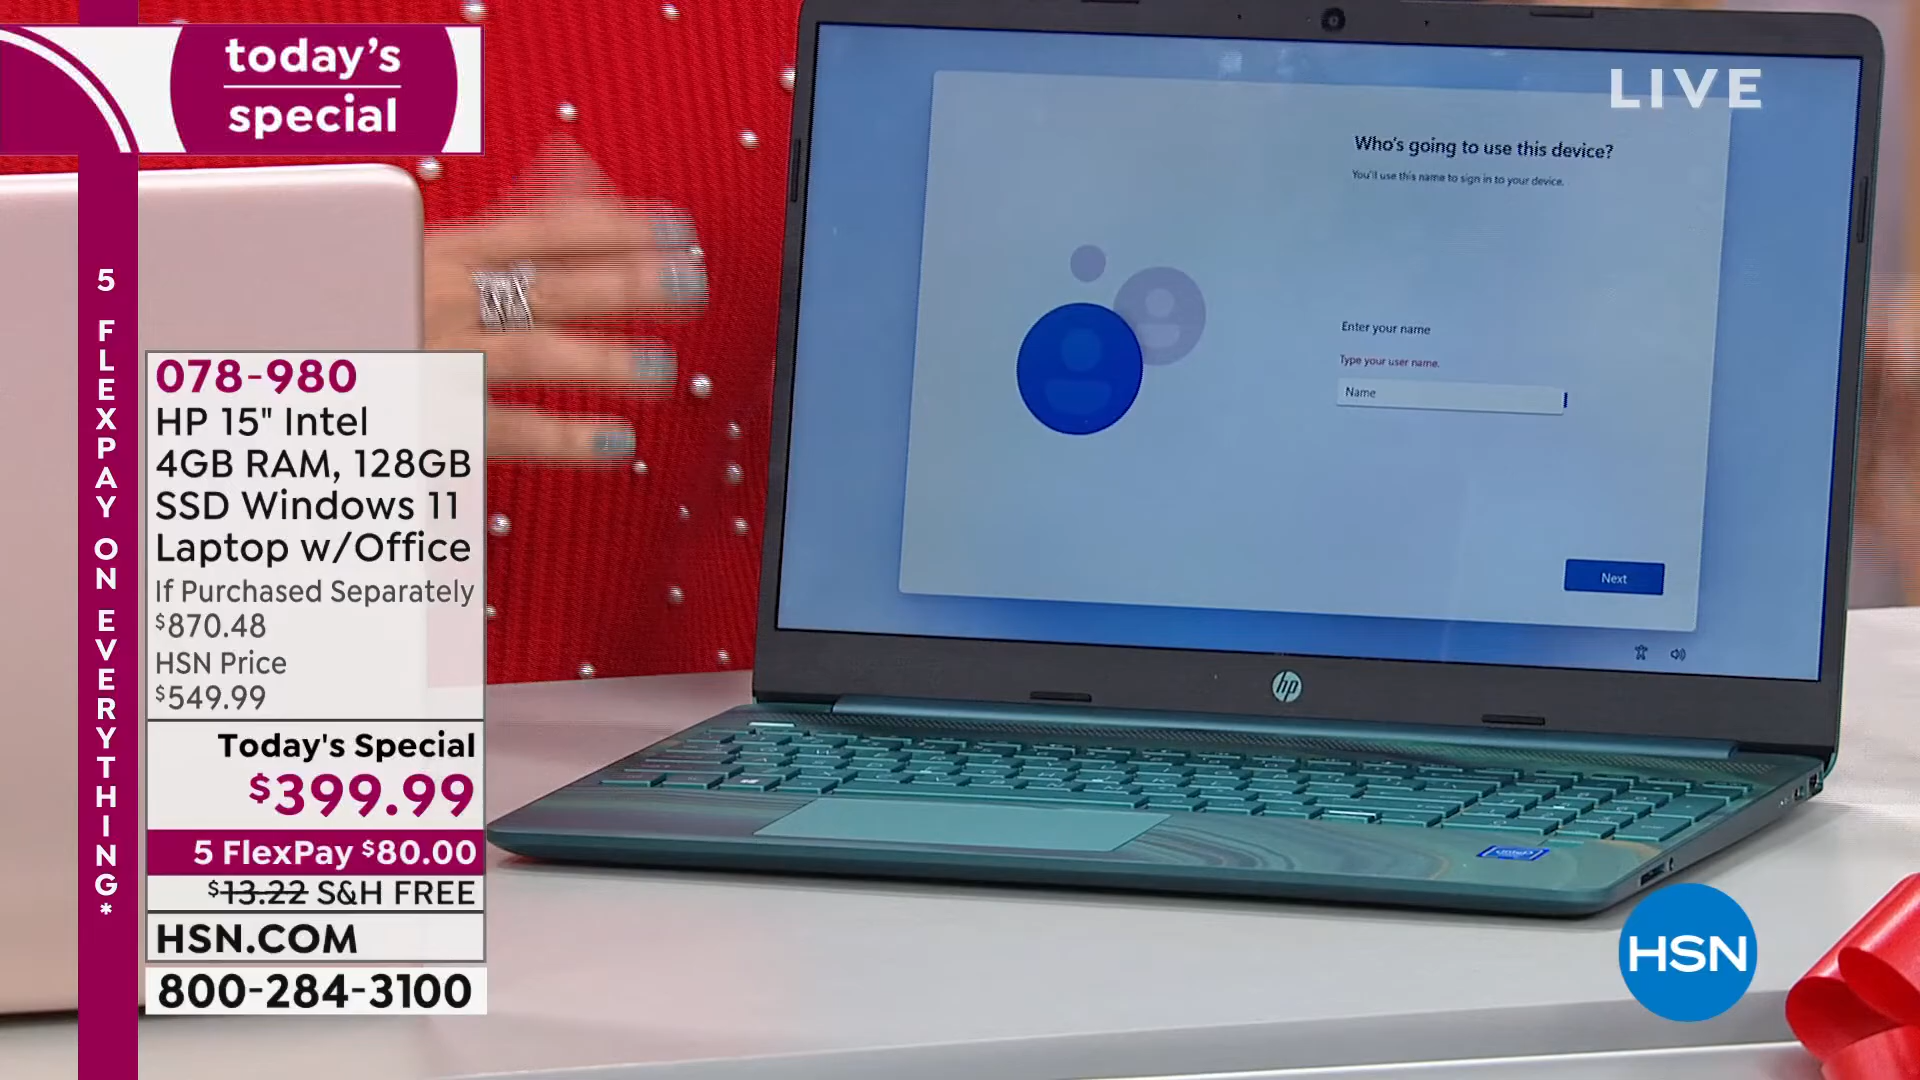 today's
special
LIVE
5 FLEXPAY ON EVERYTHING*
078-980
HP 15" Intel
4GB RAM, 128GB
SSD Windows 11
Laptop w/Office
If Purchased Separately
$870.48
HSN Price
$549.99
Today's Special
$399.99
5 FlexPay $80.00
$13.22 S&H FREE
HSN.COM
800-284-3100
Who's going to use this device?
You'll use this name to sign in to your device.
Enter your name
Type your user name.
Name
Next
hp
HSN